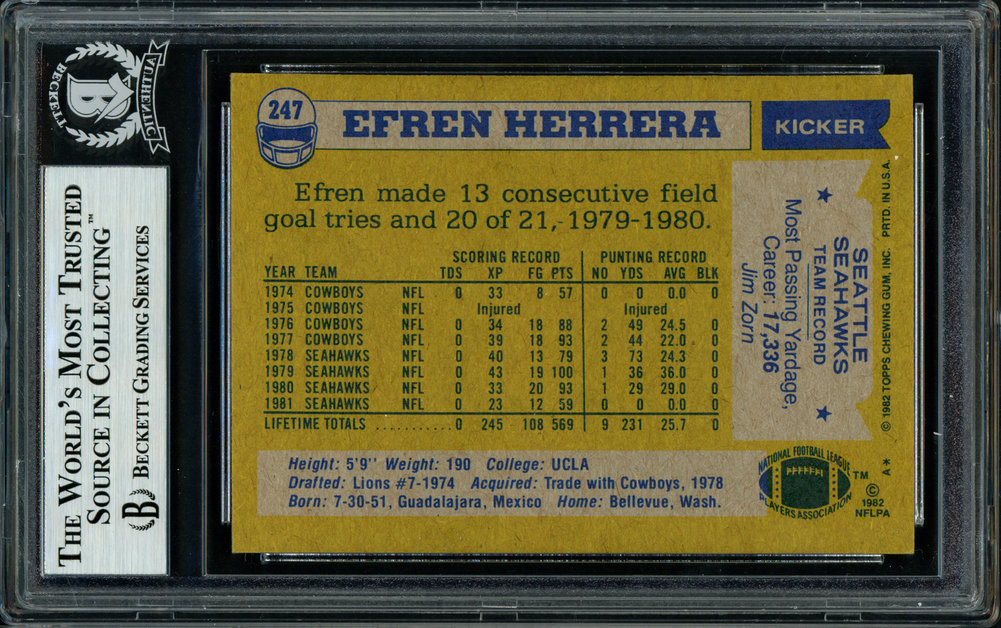 BECKETT
AUTHENTIC
B
THE WORLD'S MOST TRUSTED
SOURCE IN COLLECTING™
B BECKETT GRADING SERVICES
247
EFREN HERRERA
KICKER
Efren made 13 consecutive field
goal tries and 20 of 21,-1979-1980.
SCORING RECORD PUNTING RECORD
YEAR TEAM TDS XP FG PTS NO YDS AVG BLK
1974 COWBOYS NFL 0 33 8 57 0 0 0.0 0
1975 COWBOYS NFL Injured Injured
1976 COWBOYS NFL 0 34 18 88 2 49 24.5 0
1977 COWBOYS NFL 0 39 18 93 2 44 22.0 0
1978 SEAHAWKS NFL 0 40 13 79 3 73 24.3 0
1979 SEAHAWKS NFL 0 43 19 100 1 36 36.0 0
1980 SEAHAWKS NFL 0 33 20 93 1 29 29.0 0
1981 SEAHAWKS NFL 0 23 12 59 0 0 0.0 0
LIFETIME TOTALS ...........0 245 108 569 9 231 25.7 0
Height: 5'9" Weight: 190 College: UCLA
Drafted: Lions #7-1974 Acquired: Trade with Cowboys, 1978
Born: 7-30-51, Guadalajara, Mexico Home: Bellevue, Wash.
SEATTLE
SEAHAWKS
TEAM RECORD
Most Passing Yardage,
Career: 17,336
Jim Zorn
© 1982 TOPPS CHEWING GUM, INC. PRTD. IN U.S.A.
A*
NATIONAL FOOTBALL LEAGUE
PLAYERS ASSOCIATION
NFLPLAYERS
™
©
1982
NFLPA